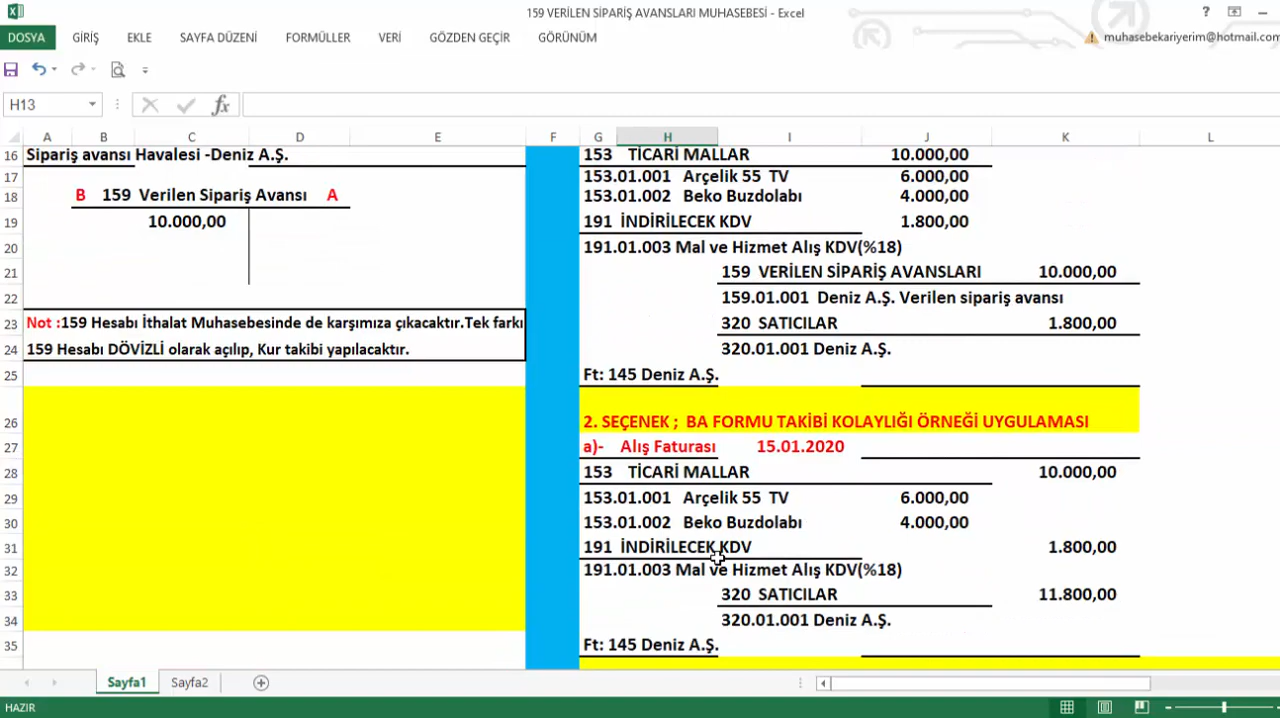 159 VERİLEN SİPARİŞ AVANSLARI MUHASEBESİ - Excel
?
DOSYA GİRİŞ EKLE SAYFA DÜZENİ FORMÜLLER VERİ GÖZDEN GEÇİR GÖRÜNÜM
muhasebekariyerim@hotmail.com
H13 fx
A B C D E F G H I J K L
16 Sipariş avansı Havalesi -Deniz A.Ş. 153 TİCARİ MALLAR 10.000,00
17 153.01.001 Arçelik 55 TV 6.000,00
18 B 159 Verilen Sipariş Avansı A 153.01.002 Beko Buzdolabı 4.000,00
19 10.000,00 191 İNDİRİLECEK KDV 1.800,00
20 191.01.003 Mal ve Hizmet Alış KDV(%18)
21 159 VERİLEN SİPARİŞ AVANSLARI 10.000,00
22 159.01.001 Deniz A.Ş. Verilen sipariş avansı
23 Not :159 Hesabı İthalat Muhasebesinde de karşımıza çıkacaktır.Tek farkı 320 SATICILAR 1.800,00
24 159 Hesabı DÖVİZLİ olarak açılıp, Kur takibi yapılacaktır. 320.01.001 Deniz A.Ş.
25 Ft: 145 Deniz A.Ş.
26 2. SEÇENEK ; BA FORMU TAKİBİ KOLAYLIĞI ÖRNEĞİ UYGULAMASI
27 a)- Alış Faturası 15.01.2020
28 153 TİCARİ MALLAR 10.000,00
29 153.01.001 Arçelik 55 TV 6.000,00
30 153.01.002 Beko Buzdolabı 4.000,00
31 191 İNDİRİLECEK KDV 1.800,00
32 191.01.003 Mal ve Hizmet Alış KDV(%18)
33 320 SATICILAR 11.800,00
34 320.01.001 Deniz A.Ş.
35 Ft: 145 Deniz A.Ş.
Sayfa1 Sayfa2
HAZIR